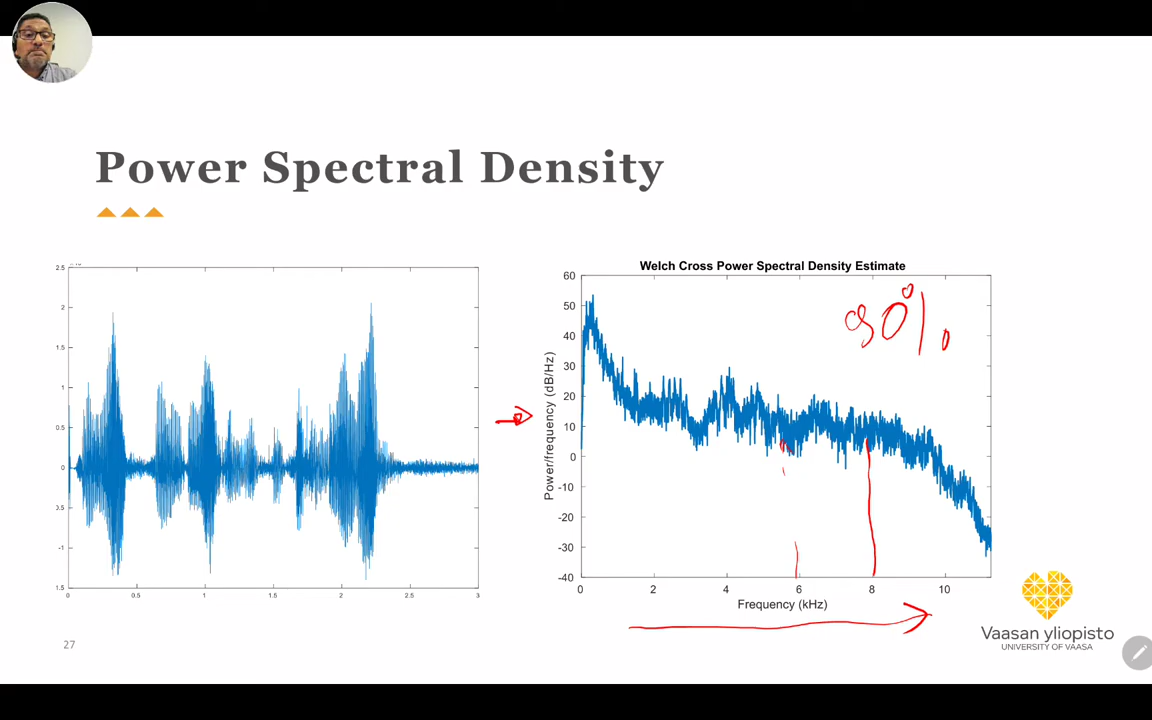 Power Spectral Density
2.5
2
1.5
1
0.5
0
0.5
-1
1.5
0 0.5 1 1.5 2 2.5 3
Welch Cross Power Spectral Density Estimate
60
50
40
30
20
10
0
-10
-20
-30
-40
Power/frequency (dB/Hz)
0 2 4 6 8 10
Frequency (kHz)
27
Vaasan yliopisto
UNIVERSITY OF VAASA